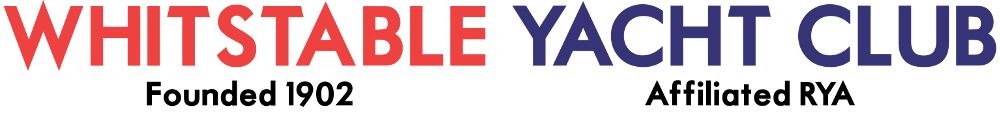 WHITSTABLE YACHT CLUB
Founded 1902 Affiliated RYA